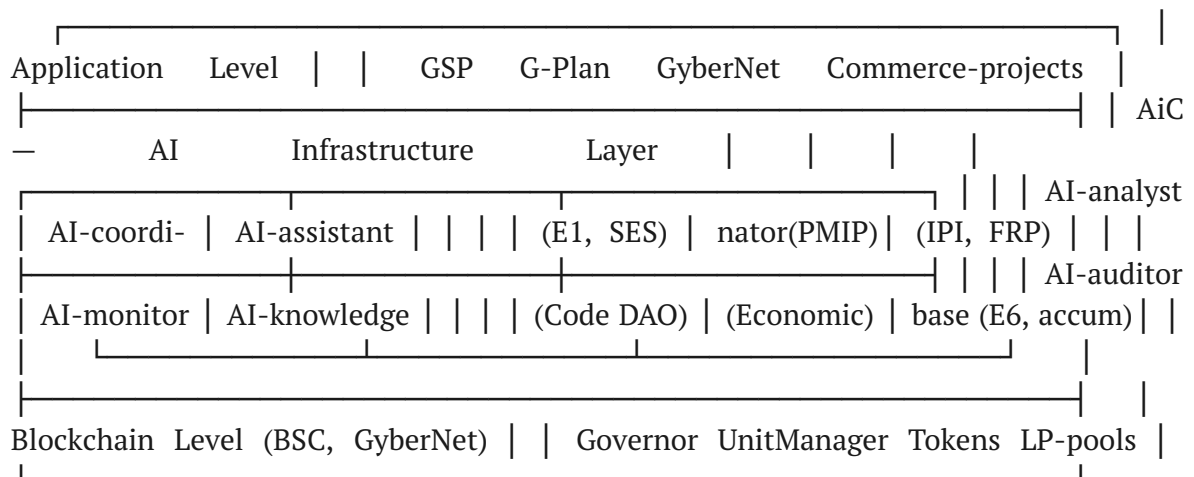 Application Level | | GSP G-Plan GyberNet Commerce-projects |
| AiC
— AI Infrastructure Layer | | | |
| | | AI-analyst
| AI-coordi- | AI-assistant | | | | (E1, SES) | nator(PMIP) | (IPI, FRP) | | |
| | | | AI-auditor
| AI-monitor | AI-knowledge | | | | (Code DAO) | (Economic) | base (E6, accum) | |
Blockchain Level (BSC, GyberNet) | | Governor UnitManager Tokens LP-pools |